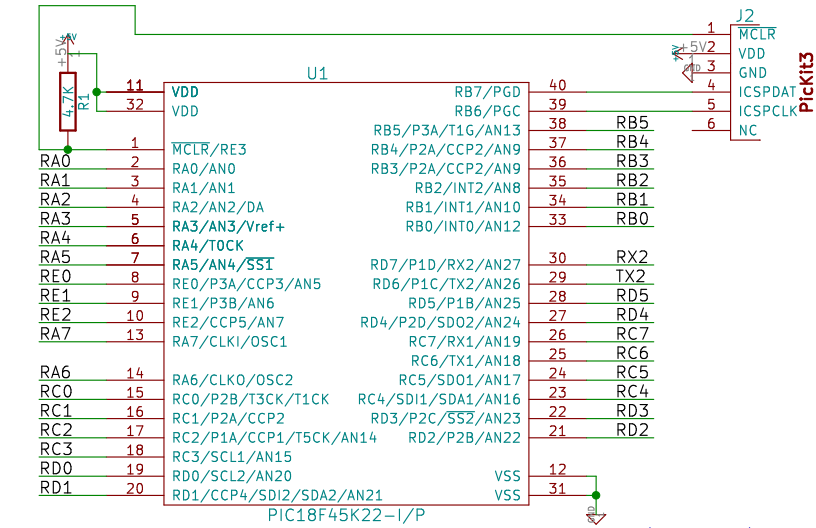 J2
1 MCLR
+5V 2 VDD
GND 3 GND
4 ICSPDAT
5 ICSPCLK
6 NC
PicKit3
+5V
4.7K
R1
U1
11 VDD
32 VDD
1 MCLR/RE3
RA0 2 RA0/AN0
RA1 3 RA1/AN1
RA2 4 RA2/AN2/DA
RA3 5 RA3/AN3/Vref+
RA4 6 RA4/TOCK
RA5 7 RA5/AN4/SS1
RE0 8 RE0/P3A/CCP3/AN5
RE1 9 RE1/P3B/AN6
RE2 10 RE2/CCP5/AN7
RA7 13 RA7/CLKI/OSC1
RA6 14 RA6/CLKO/OSC2
RC0 15 RC0/P2B/T3CK/T1CK
RC1 16 RC1/P2A/CCP2
RC2 17 RC2/P1A/CCP1/T5CK/AN14
RC3 18 RC3/SCL1/AN15
RD0 19 RD0/SCL2/AN20
RD1 20 RD1/CCP4/SDI2/SDA2/AN21
RB7/PGD 40
RB6/PGC 39
RB5/P3A/T1G/AN13 38 RB5
RB4/P2A/CCP2/AN9 37 RB4
RB3/P2A/CCP2/AN9 36 RB3
RB2/INT2/AN8 35 RB2
RB1/INT1/AN10 34 RB1
RB0/INT0/AN12 33 RB0
RD7/P1D/RX2/AN27 30 RX2
RD6/P1C/TX2/AN26 29 TX2
RD5/P1B/AN25 28 RD5
RD4/P2D/SDO2/AN24 27 RD4
RC7/RX1/AN19 26 RC7
RC6/TX1/AN18 25 RC6
RC5/SDO1/AN17 24 RC5
RC4/SDI1/SDA1/AN16 23 RC4
RD3/P2C/SS2/AN23 22 RD3
RD2/P2B/AN22 21 RD2
VSS 12
VSS 31
GND
PIC18F45K22-I/P